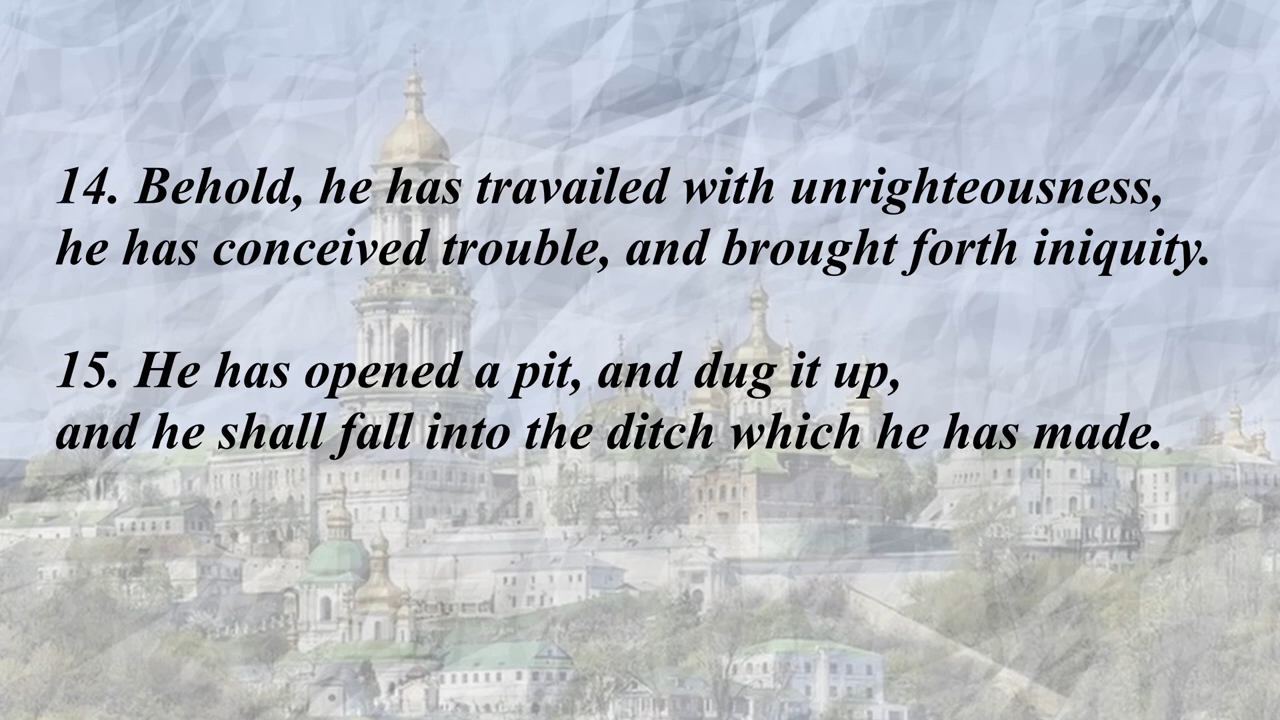 14. Behold, he has travailed with unrighteousness,
he has conceived trouble, and brought forth iniquity.
15. He has opened a pit, and dug it up,
and he shall fall into the ditch which he has made.